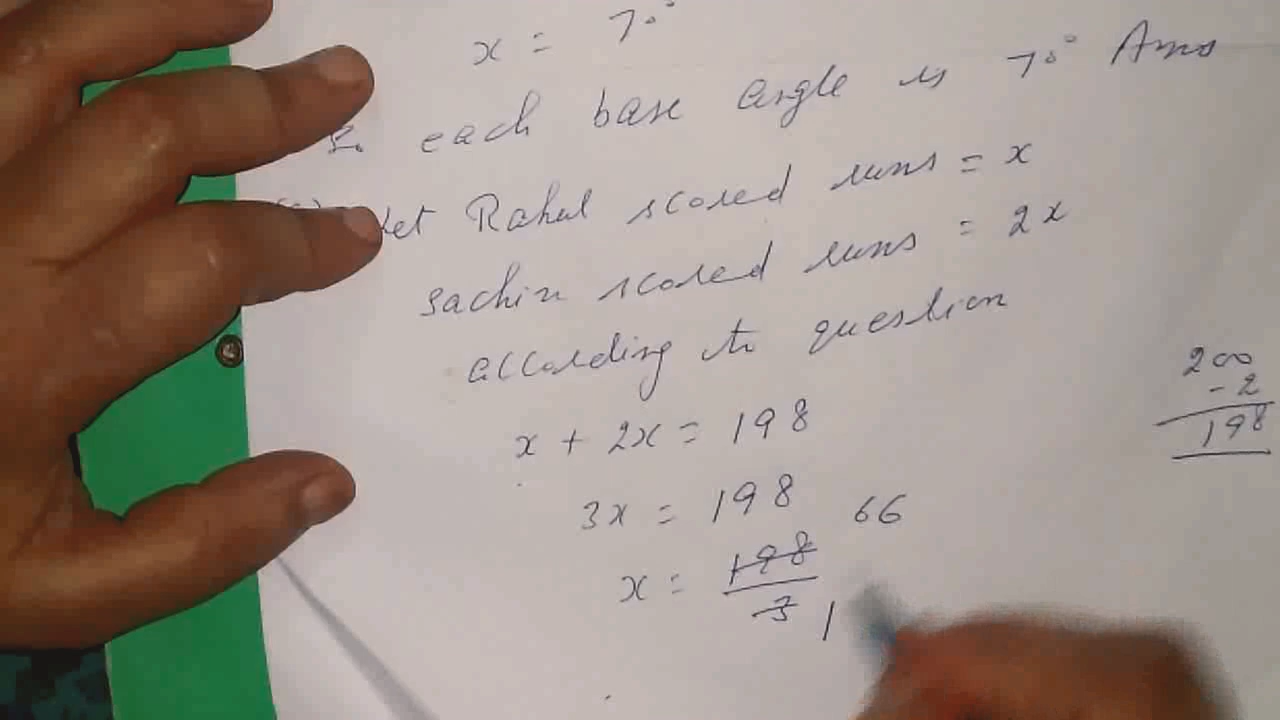 x = 70°
So each base angle is 70° Ans
Let Rahul scored runs = x
Sachin scored runs = 2x
according to question
x + 2x = 198
3x = 198
66
x = 198/3
1
200
- 2
198